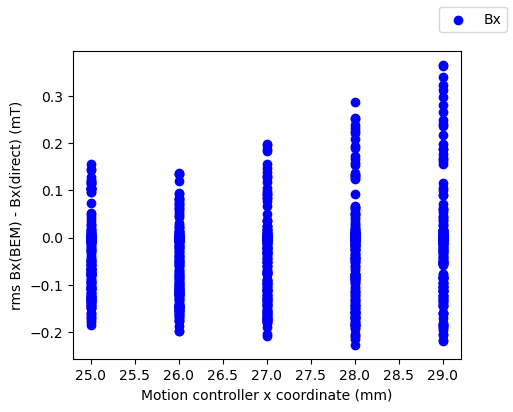 Bx
rms Bx(BEM) - Bx(direct) (mT)
0.3
0.2
0.1
0.0
−0.1
−0.2
25.0 25.5 26.0 26.5 27.0 27.5 28.0 28.5 29.0
Motion controller x coordinate (mm)